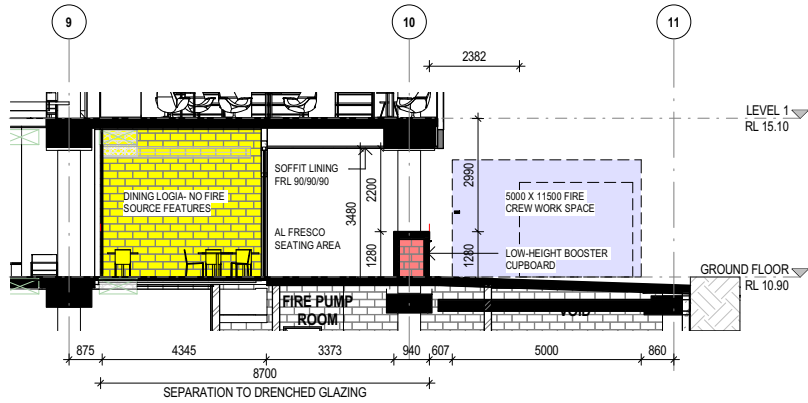 9
10
11
2382
LEVEL 1
RL 15.10
SOFFIT LINING
FRL 90/90/90
DINING LOGIA- NO FIRE
SOURCE FEATURES
AL FRESCO
SEATING AREA
3480
2200
1280
2990
1280
5000 X 11500 FIRE
CREW WORK SPACE
LOW-HEIGHT BOOSTER
CUPBOARD
GROUND FLOOR
RL 10.90
FIRE PUMP
ROOM
VOID
875
4345
3373
940
607
5000
860
8700
SEPARATION TO DRENCHED GLAZING